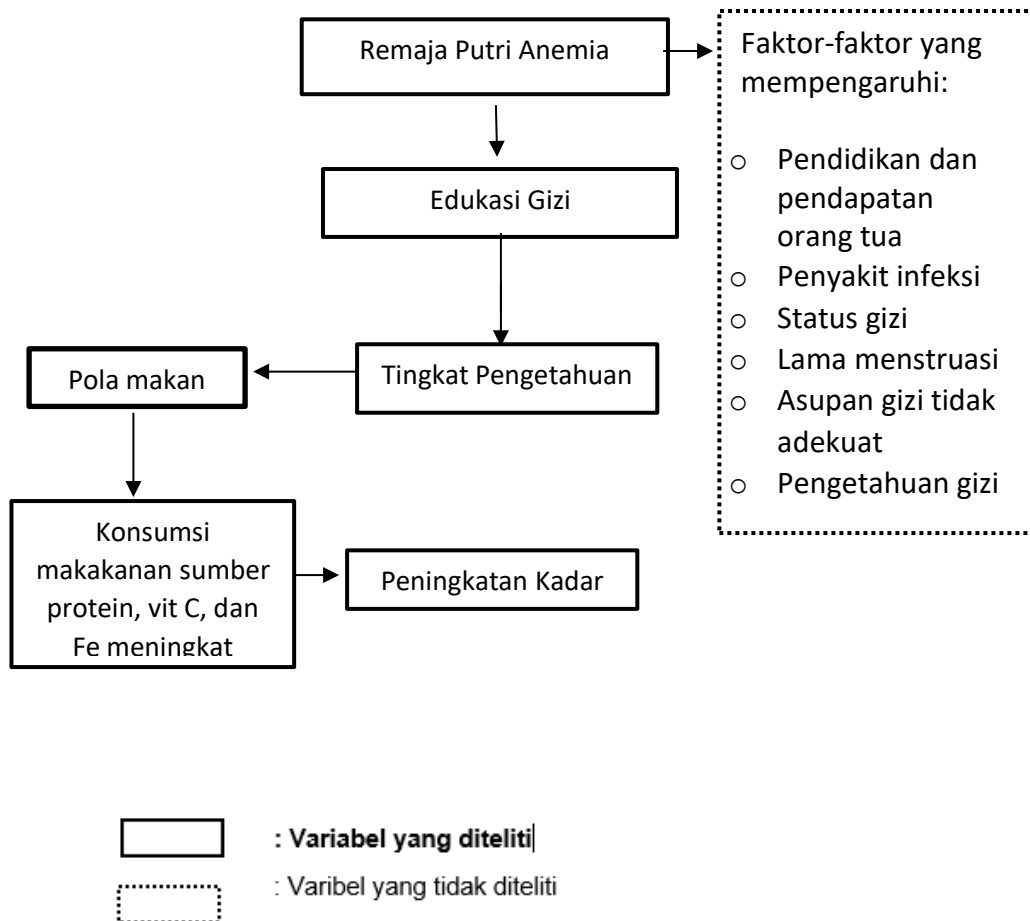 Remaja Putri Anemia
Faktor-faktor yang
mempengaruhi:
○ Pendidikan dan
pendapatan
orang tua
○ Penyakit infeksi
○ Status gizi
○ Lama menstruasi
○ Asupan gizi tidak
adekuat
○ Pengetahuan gizi
Edukasi Gizi
Tingkat Pengetahuan
Pola makan
Konsumsi
makakanan sumber
protein, vit C, dan
Fe meningkat
Peningkatan Kadar
: Variabel yang diteliti
: Varibel yang tidak diteliti